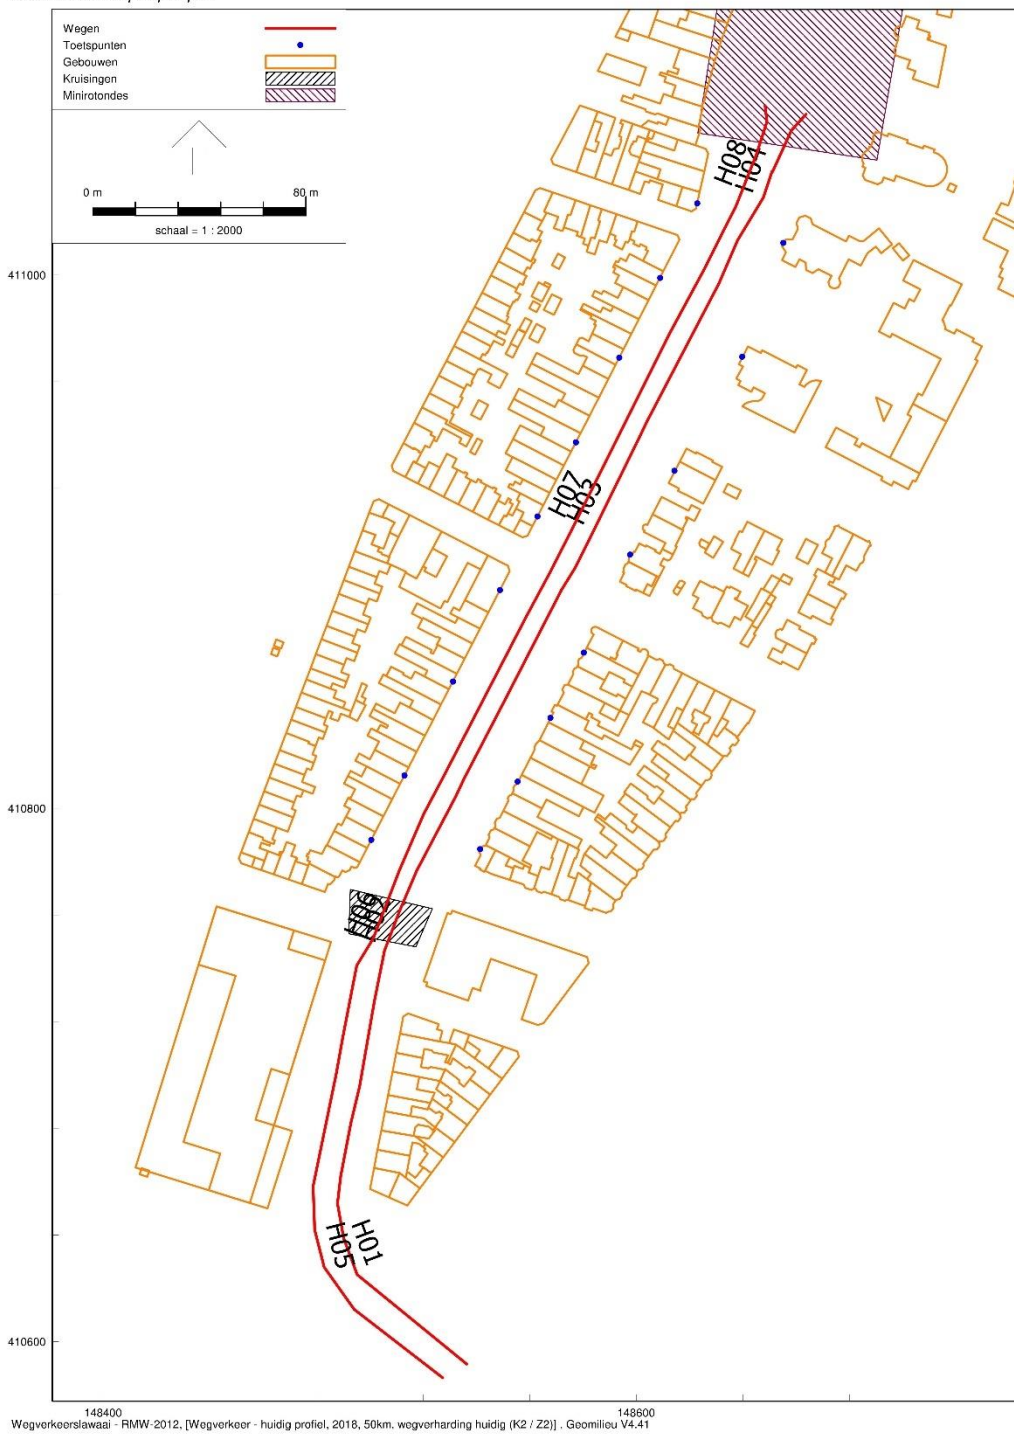 Wegen
Toetspunten
Gebouwen
Kruisingen
Minirotondes
0 m 80 m
schaal = 1 : 2000
H08
H04
411000
H07
H03
410800
H06
H01
H05
410600
148400 148600
Wegverkeerslawaai - RMW-2012, [Wegverkeer - huidig profiel, 2018, 50km, wegverharding huidig (K2 / Z2)] , Geomilieu V4.41